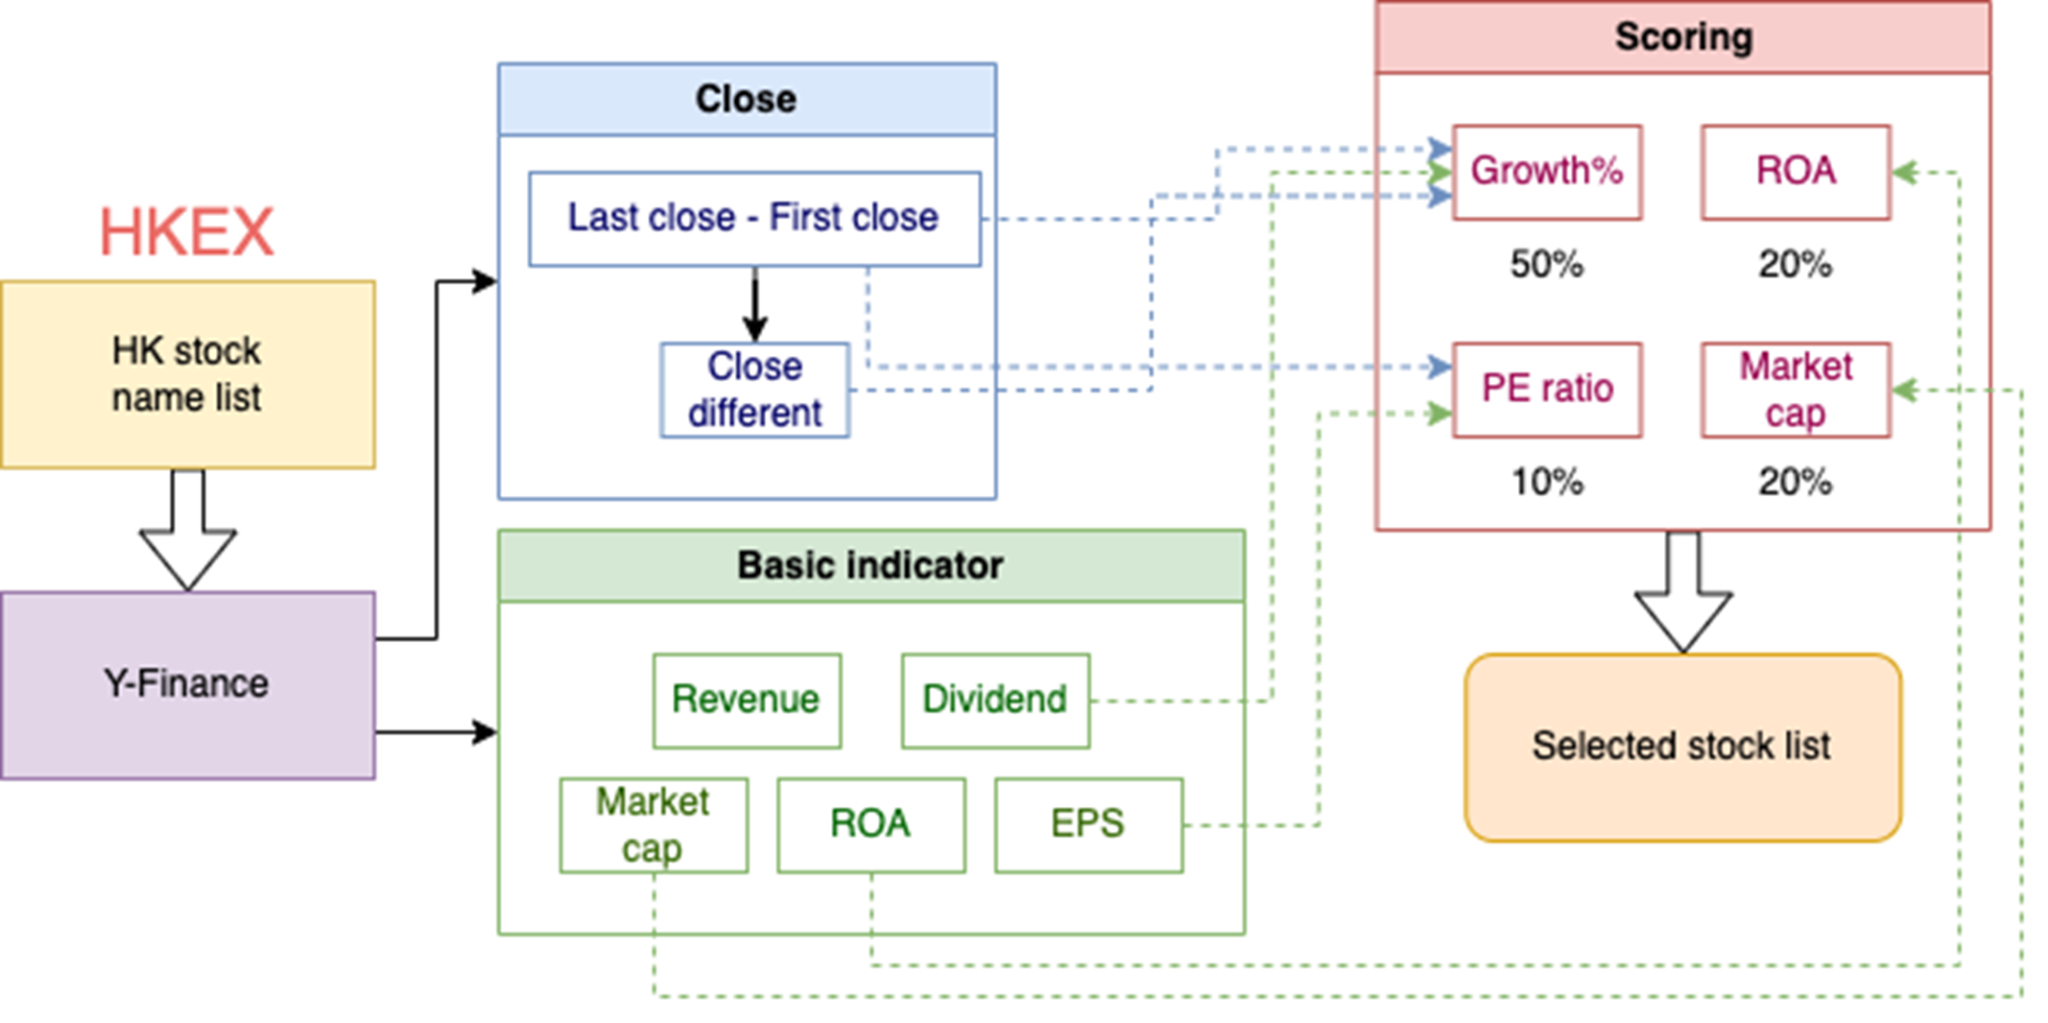 HKEX
HK stock
name list
Y-Finance
Close
Last close - First close
Close
different
Basic indicator
Revenue
Dividend
Market
cap
ROA
EPS
Scoring
Growth%
50%
ROA
20%
PE ratio
10%
Market
cap
20%
Selected stock list